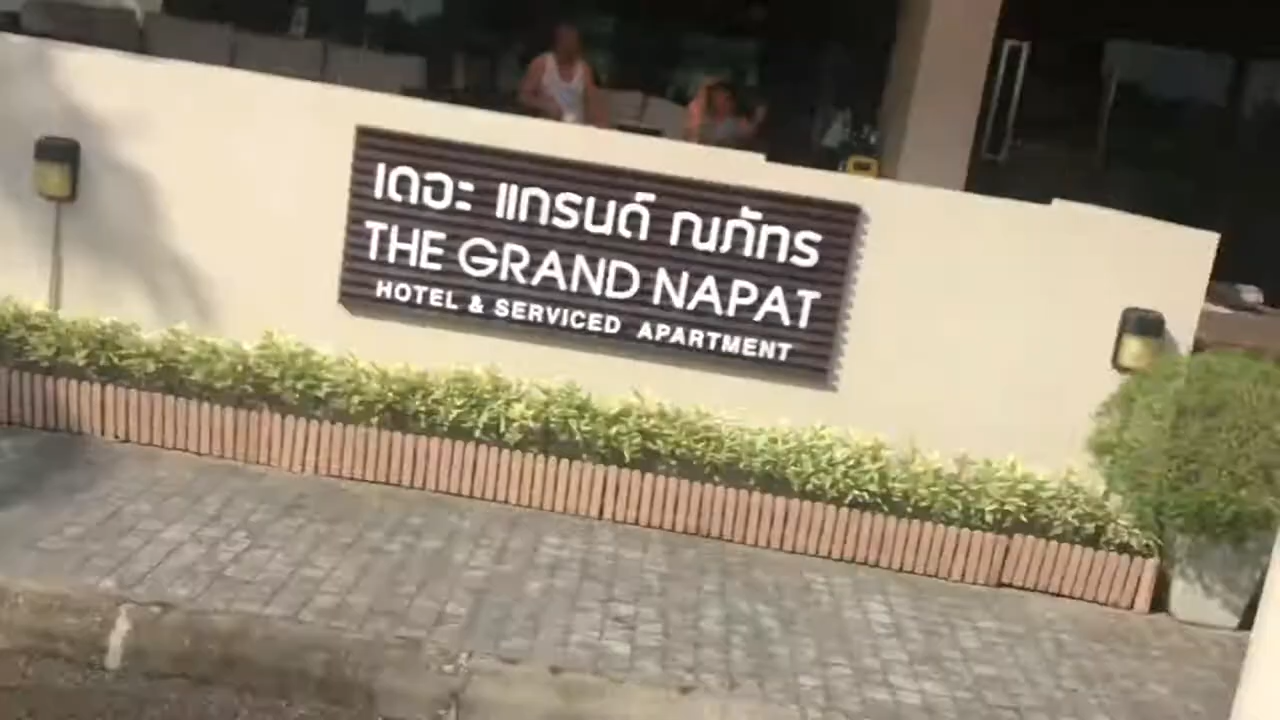 เดอะ แกรนด์ ณภัทร
THE GRAND NAPAT
HOTEL & SERVICED APARTMENT